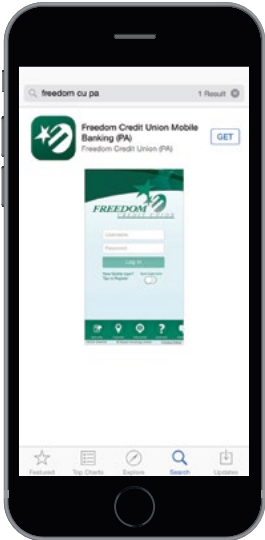 freedom cu pa 1 Result
Freedom Credit Union Mobile
Banking (PA)
Freedom Credit Union (PA)
GET
FREEDOM
CREDIT UNION
Username
Password
Log In
Featured Top Charts Explore Search Updates